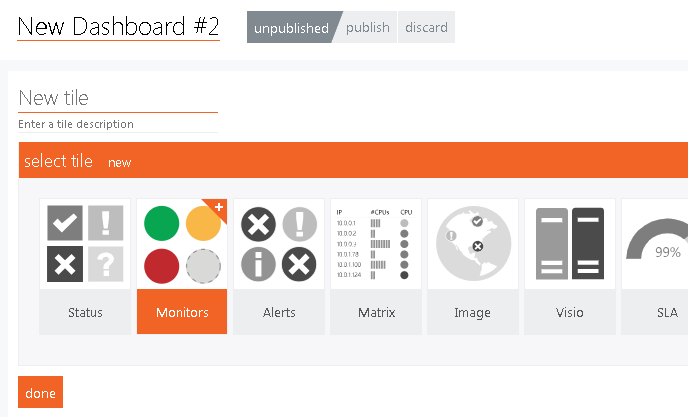 New Dashboard #2
unpublished publish discard
New tile
Enter a tile description
select tile new
IP #CPUs CPU
10.0.0.1
10.0.0.2
10.0.0.3
10.0.1.78
10.0.1.100
10.0.1.124
99%
Status Monitors Alerts Matrix Image Visio SLA
done